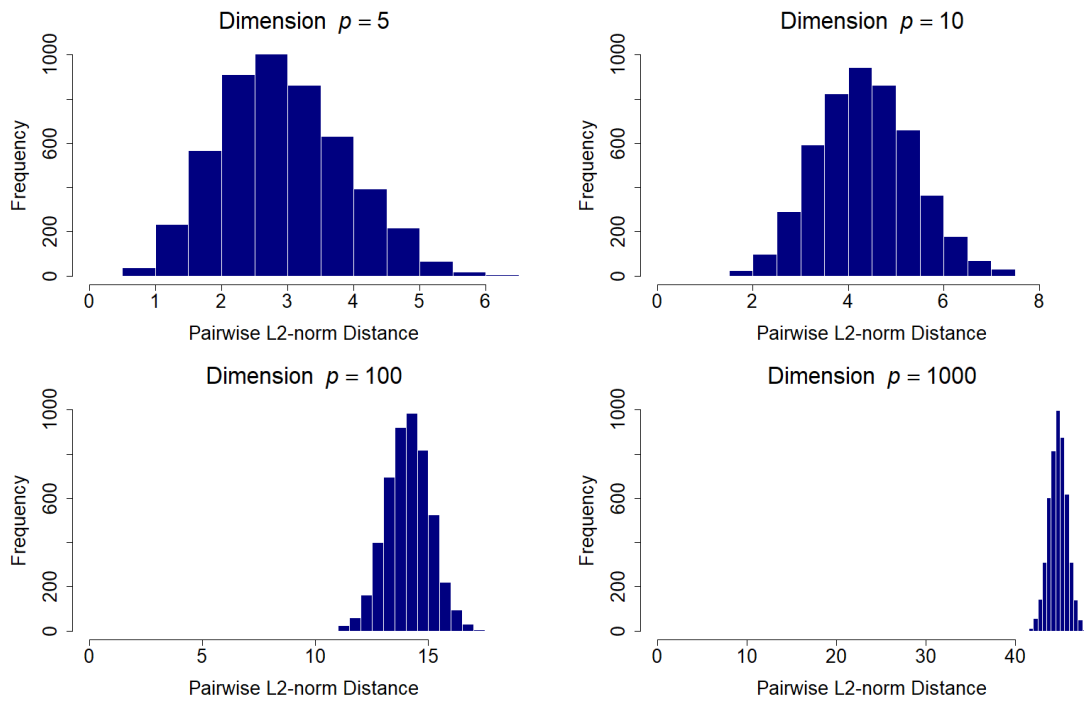 Dimension p = 5
1000
600
200
0
Frequency
0 1 2 3 4 5 6
Pairwise L2-norm Distance
Dimension p = 10
1000
600
200
0
Frequency
0 2 4 6 8
Pairwise L2-norm Distance
Dimension p = 100
1000
600
200
0
Frequency
0 5 10 15
Pairwise L2-norm Distance
Dimension p = 1000
1000
600
200
0
Frequency
0 10 20 30 40
Pairwise L2-norm Distance